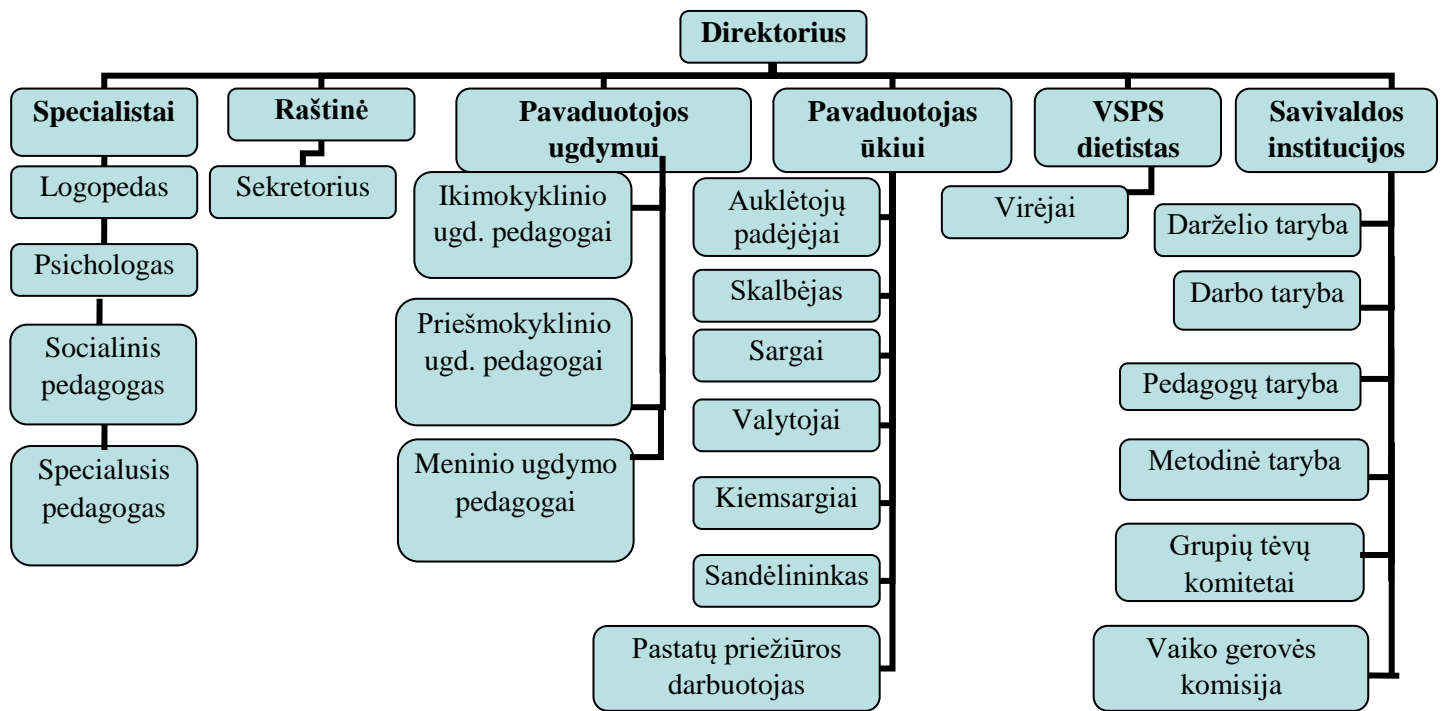 Direktorius
Specialistai
Logopedas
Psichologas
Socialinis
pedagogas
Specialusis
pedagogas
Raštinė
Sekretorius
Pavaduotojos
ugdymui
Ikimokyklinio
ugd. pedagogai
Priešmokyklinio
ugd. pedagogai
Meninio ugdymo
pedagogai
Pavaduotojas
ūkiui
Auklėtojų
padėjėjai
Skalbėjas
Sargai
Valytojai
Kiemsargiai
Sandėlininkas
Pastatų priežiūros
darbuotojas
VSPS
dietistas
Virėjai
Savivaldos
institucijos
Darželio taryba
Darbo taryba
Pedagogų taryba
Metodinė taryba
Grupių tėvų
komitetai
Vaiko gerovės
komisija